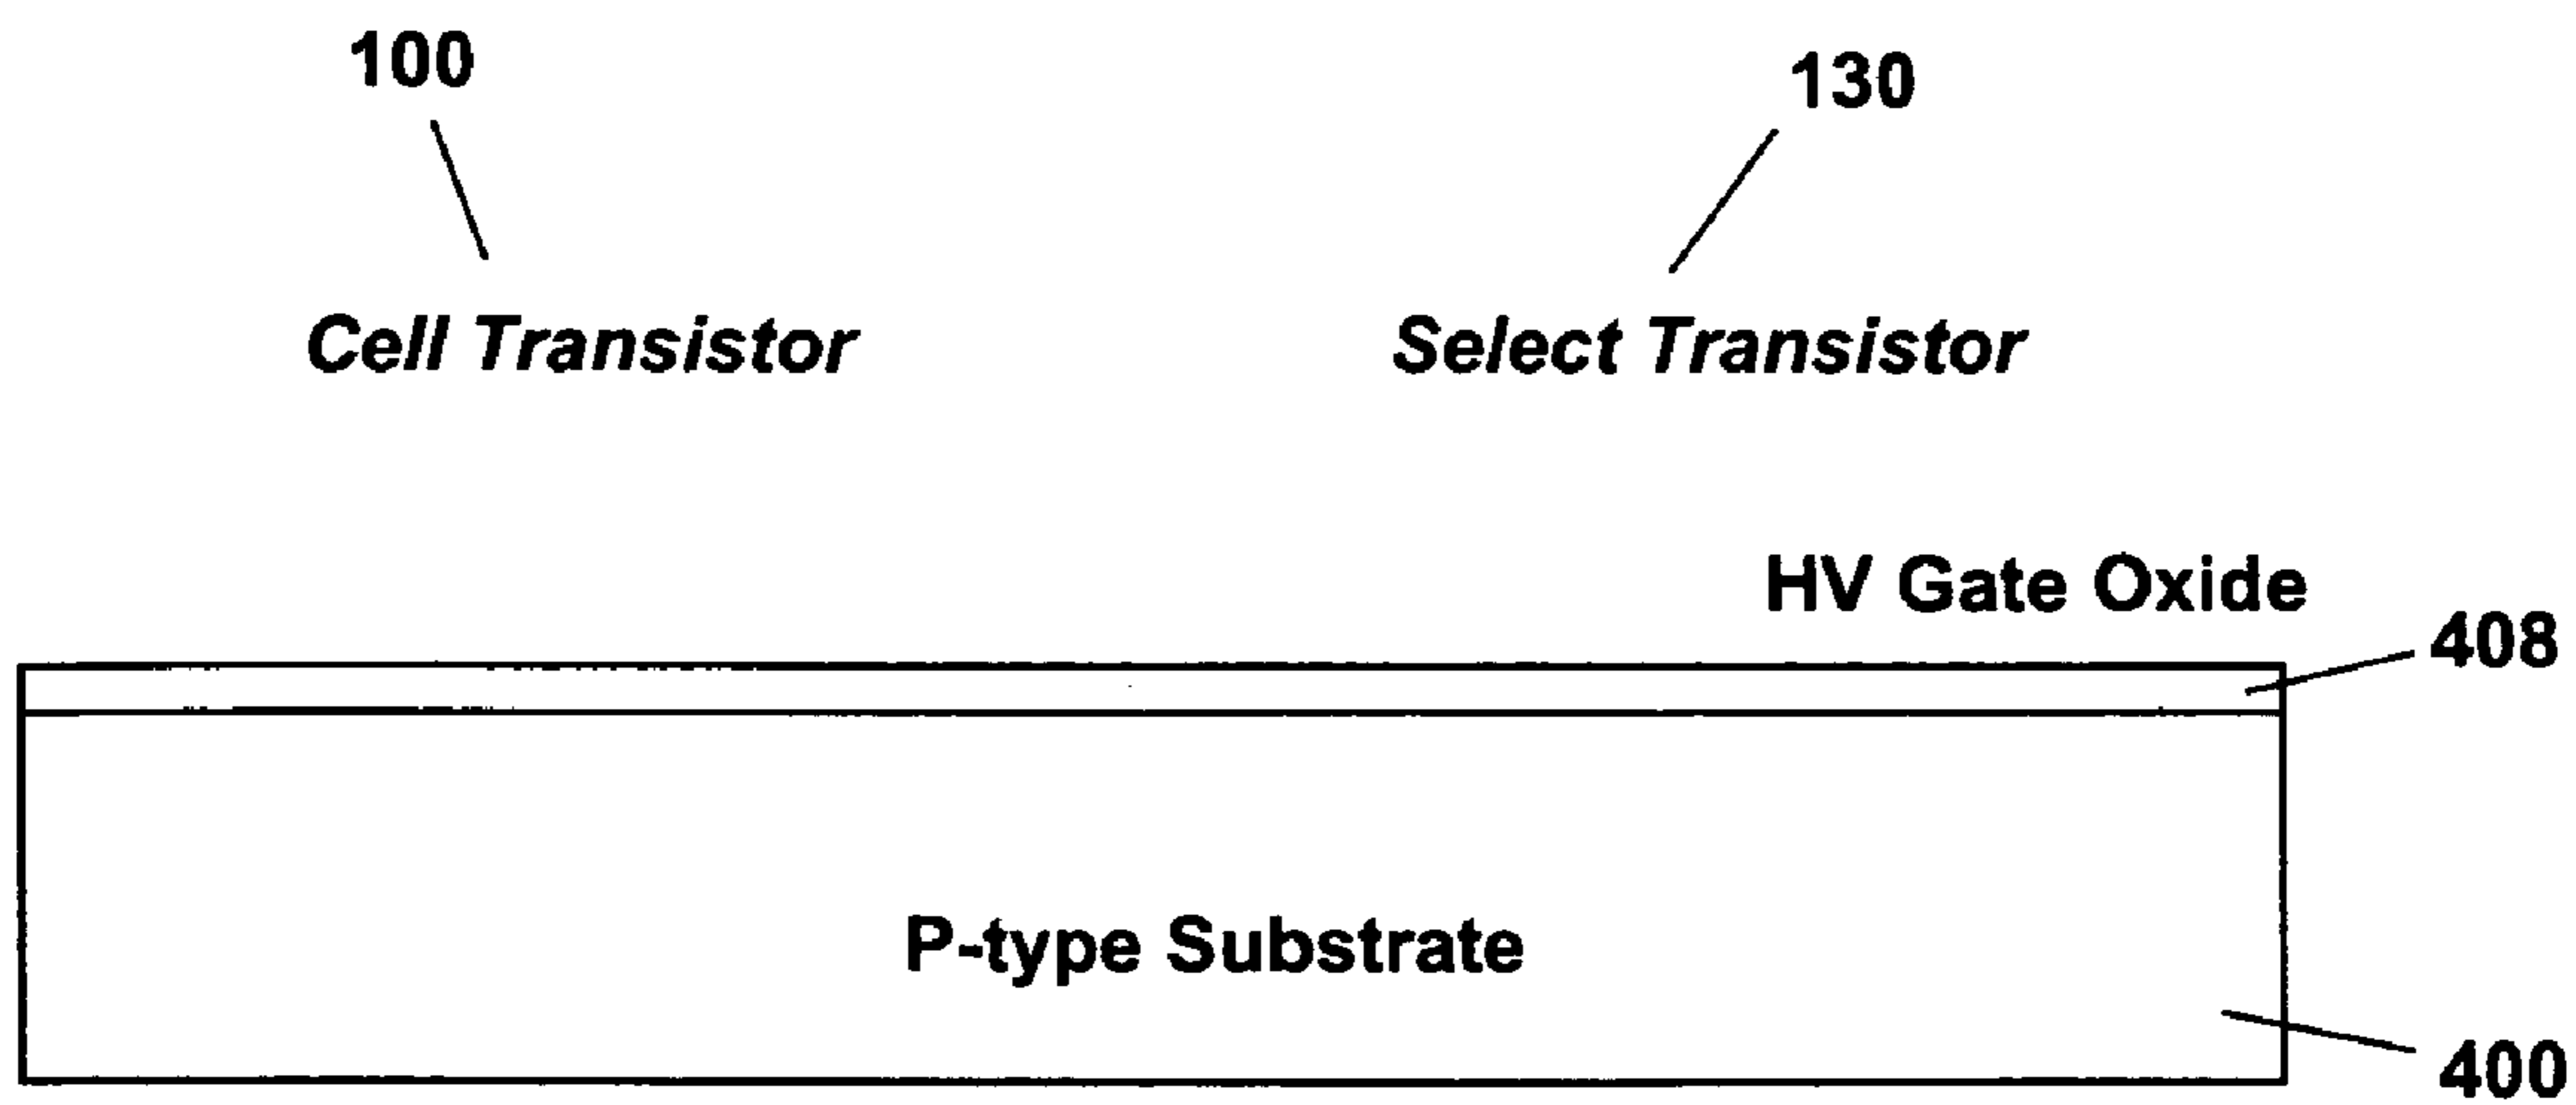 100
130
Cell Transistor
Select Transistor
HV Gate Oxide
408
P-type Substrate
400